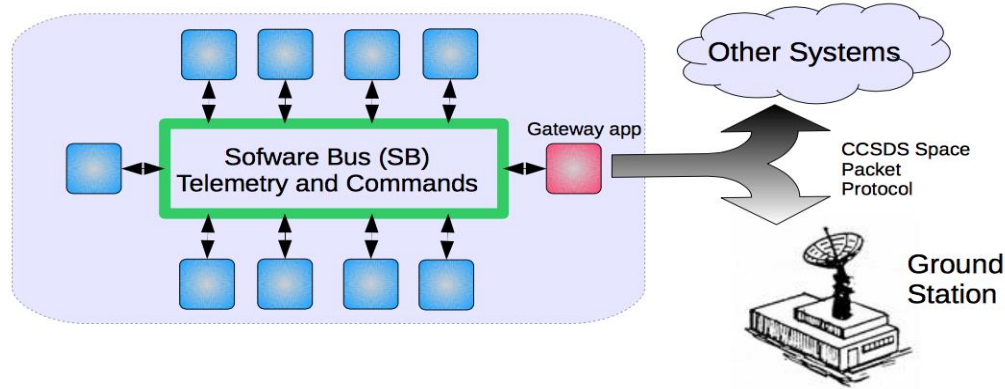 Other Systems
Gateway app
Sofware Bus (SB)
Telemetry and Commands
CCSDS Space
Packet
Protocol
Ground
Station